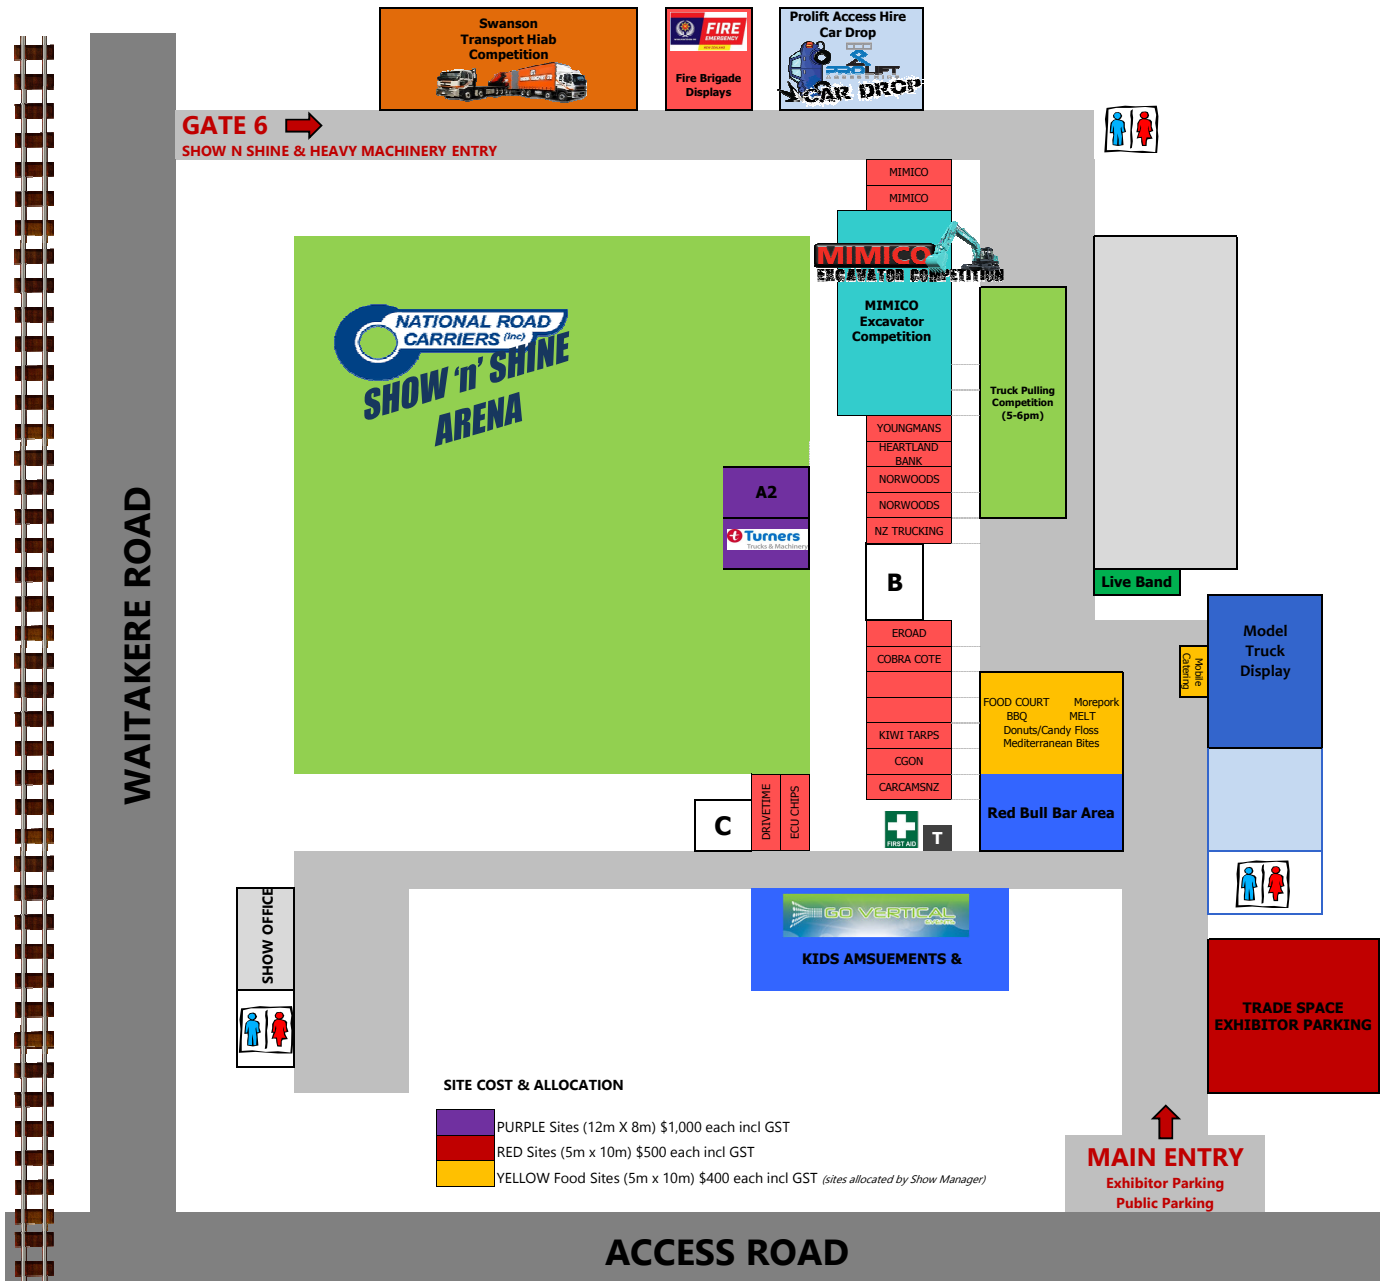 Swanson
Transport Hiab
Competition
FIRE
EMERGENCY
NEW ZEALAND
Fire Brigade
Displays
Prolift Access Hire
Car Drop
PROLIFT
CAR DROP
GATE 6
SHOW N SHINE & HEAVY MACHINERY ENTRY
MIMICO
MIMICO
MIMICO
EXCAVATOR COMPETITION
MIMICO
Excavator
Competition
NATIONAL ROAD
CARRIERS (Inc)
SHOW 'n' SHINE
ARENA
Truck Pulling
Competition
(5-6pm)
YOUNGMANS
HEARTLAND
BANK
NORWOODS
NORWOODS
NZ TRUCKING
A2
Turners
Trucks & Machinery
B
Live Band
EROAD
COBRA COTE
KIWI TARPS
CGON
CARCAMSNZ
Model
Truck
Display
Mobile
Catering
FOOD COURT Morepork
BBQ MELT
Donuts/Candy Floss
Mediterranean Bites
Red Bull Bar Area
WAITAKERE ROAD
C
DRIVETIME
ECU CHIPS
FIRST AID
T
SHOW OFFICE
GO VERTICAL
KIDS AMSUEMENTS &
TRADE SPACE
EXHIBITOR PARKING
SITE COST & ALLOCATION
PURPLE Sites (12m X 8m) $1,000 each incl GST
RED Sites (5m x 10m) $500 each incl GST
YELLOW Food Sites (5m x 10m) $400 each incl GST (sites allocated by Show Manager)
MAIN ENTRY
Exhibitor Parking
Public Parking
ACCESS ROAD